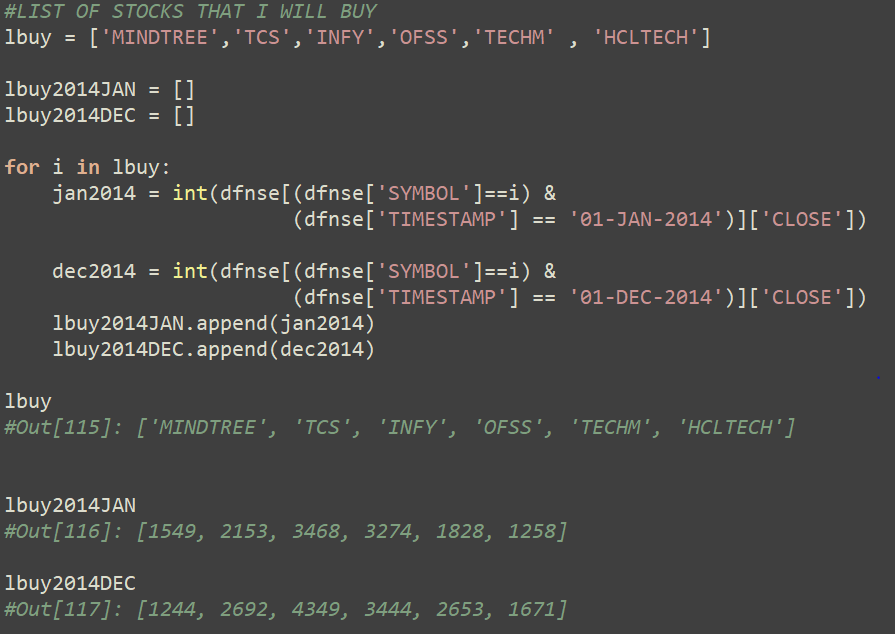 #LIST OF STOCKS THAT I WILL BUY
lbuy = ['MINDTREE','TCS','INFY','OFSS','TECHM' , 'HCLTECH']
lbuy2014JAN = []
lbuy2014DEC = []
for i in lbuy:
    jan2014 = int(dfnse[(dfnse['SYMBOL']==i) &
                        (dfnse['TIMESTAMP'] == '01-JAN-2014')]['CLOSE'])
    dec2014 = int(dfnse[(dfnse['SYMBOL']==i) &
                        (dfnse['TIMESTAMP'] == '01-DEC-2014')]['CLOSE'])
    lbuy2014JAN.append(jan2014)
    lbuy2014DEC.append(dec2014)
lbuy
#Out[115]: ['MINDTREE', 'TCS', 'INFY', 'OFSS', 'TECHM', 'HCLTECH']
lbuy2014JAN
#Out[116]: [1549, 2153, 3468, 3274, 1828, 1258]
lbuy2014DEC
#Out[117]: [1244, 2692, 4349, 3444, 2653, 1671]